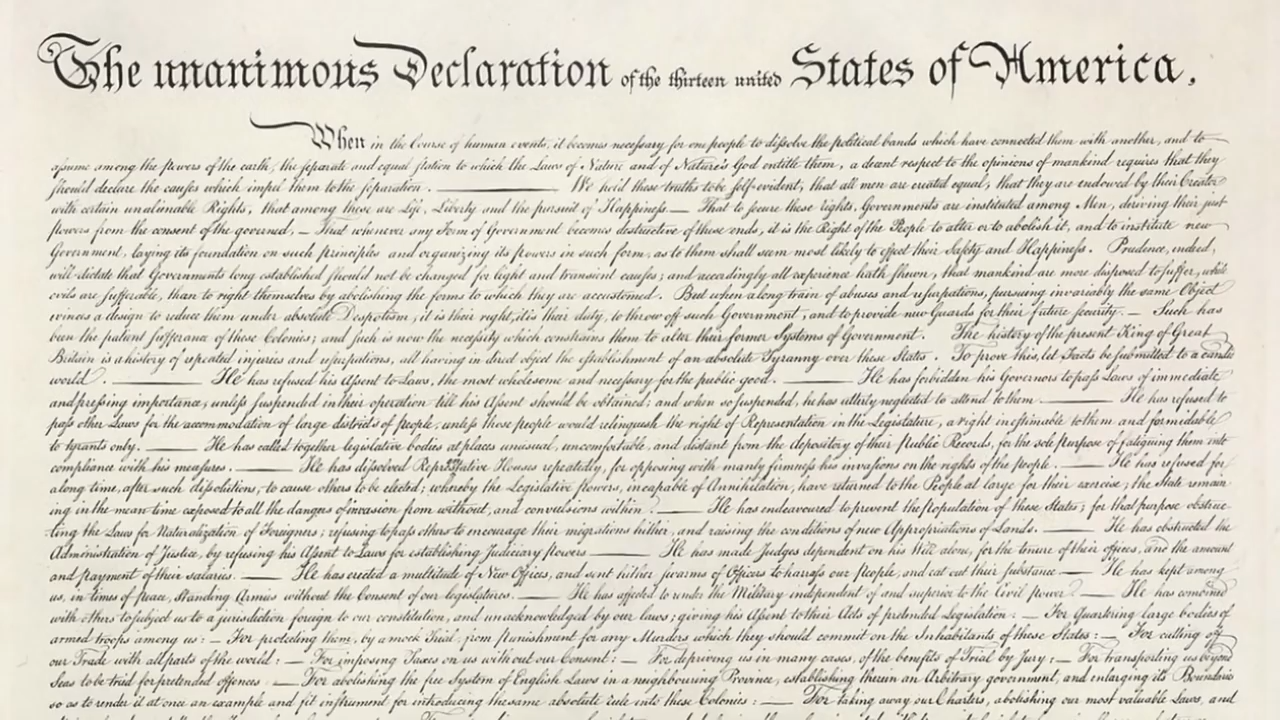 The unanimous Declaration of the thirteen united States of America.
When in the Course of human events, it becomes necessary for one people to dissolve the political bands which have connected them with another, and to
assume among the powers of the earth, the separate and equal station to which the Laws of Nature and of Nature's God entitle them, a decent respect to the opinions of mankind requires that they
should declare the causes which impel them to the separation. ——— We hold these truths to be self-evident, that all men are created equal, that they are endowed by their Creator
with certain unalienable Rights, that among these are Life, Liberty and the pursuit of Happiness.— That to secure these rights, Governments are instituted among Men, deriving their just
powers from the consent of the governed, — That whenever any Form of Government becomes destructive of these ends, it is the Right of the People to alter or to abolish it, and to institute new
Government, laying its foundation on such principles and organizing its powers in such form, as to them shall seem most likely to effect their Safety and Happiness. Prudence, indeed,
will dictate that Governments long established should not be changed for light and transient causes; and accordingly all experience hath shewn, that mankind are more disposed to suffer, while
evils are sufferable, than to right themselves by abolishing the forms to which they are accustomed. But when a long train of abuses and usurpations, pursuing invariably the same Object
evinces a design to reduce them under absolute Despotism, it is their right, it is their duty, to throw off such Government, and to provide new Guards for their future security. — Such has
been the patient sufferance of these Colonies; and such is now the necessity which constrains them to alter their former Systems of Government. The history of the present King of Great
Britain is a history of repeated injuries and usurpations, all having in direct object the establishment of an absolute Tyranny over these States. To prove this, let Facts be submitted to a candid
world. ——— He has refused his Assent to Laws, the most wholesome and necessary for the public good. ——— He has forbidden his Governors to pass Laws of immediate
and pressing importance, unless suspended in their operation till his Assent should be obtained; and when so suspended, he has utterly neglected to attend to them. ——— He has refused to
pass other Laws for the accommodation of large districts of people, unless those people would relinquish the right of Representation in the Legislature, a right inestimable to them and formidable
to tyrants only. ——— He has called together legislative bodies at places unusual, uncomfortable, and distant from the depository of their Public Records, for the sole purpose of fatiguing them into
compliance with his measures. ——— He has dissolved Representative Houses repeatedly, for opposing with manly firmness his invasions on the rights of the people. ——— He has refused for
a long time, after such dissolutions, to cause others to be elected; whereby the Legislative powers, incapable of Annihilation, have returned to the People at large for their exercise; the State remain-
ing in the mean time exposed to all the dangers of invasion from without, and convulsions within. ——— He has endeavoured to prevent the population of these States; for that purpose obstruc-
ting the Laws for Naturalization of Foreigners; refusing to pass others to encourage their migrations hither, and raising the conditions of new Appropriations of Lands. ——— He has obstructed the
Administration of Justice, by refusing his Assent to Laws for establishing Judiciary powers ——— He has made Judges dependent on his Will alone, for the tenure of their offices, and the amount
and payment of their salaries. ——— He has erected a multitude of New Offices, and sent hither swarms of Officers to harrass our people, and eat out their substance ——— He has kept among
us, in times of peace, Standing Armies without the Consent of our legislatures. ——— He has affected to render the Military independent of and superior to the Civil power. ——— He has combined
with others to subject us to a jurisdiction foreign to our constitution, and unacknowledged by our laws; giving his Assent to their Acts of pretended Legislation: — For Quartering large bodies of
armed troops among us: — For protecting them, by a mock Trial, from punishment for any Murders which they should commit on the Inhabitants of these States: — For cutting off
our Trade with all parts of the world: — For imposing Taxes on us without our Consent: — For depriving us in many cases, of the benefits of Trial by Jury: — For transporting us beyond
Seas to be tried for pretended offences — For abolishing the free System of English Laws in a neighbouring Province, establishing therein an Arbitrary government, and enlarging its Boundaries
so as to render it at once an example and fit instrument for introducing the same absolute rule into these Colonies: — For taking away our Charters, abolishing our most valuable Laws, and